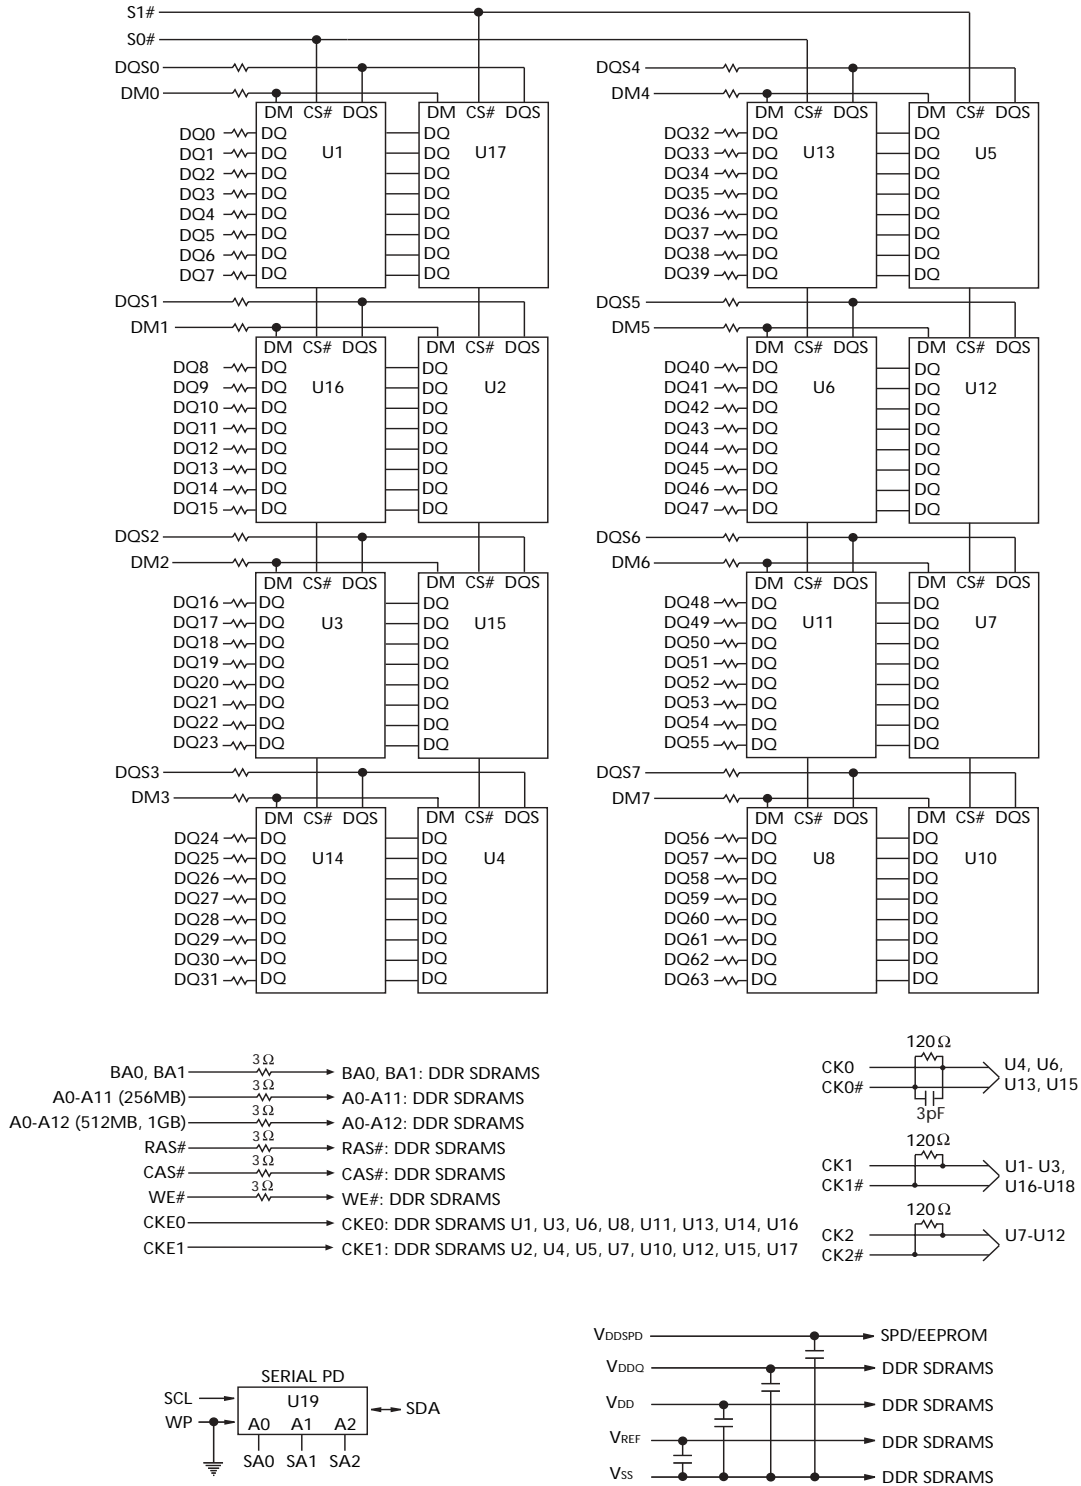 S1#
S0#
DQS0 DQS4
DM0 DM4
DM CS# DQS DM CS# DQS DM CS# DQS DM CS# DQS
DQ0 DQ DQ DQ32 DQ DQ
U1 U17 U13 U5
DQ1 DQ DQ DQ33 DQ DQ
DQ2 DQ DQ DQ34 DQ DQ
DQ3 DQ DQ DQ35 DQ DQ
DQ4 DQ DQ DQ36 DQ DQ
DQ5 DQ DQ DQ37 DQ DQ
DQ6 DQ DQ DQ38 DQ DQ
DQ7 DQ DQ DQ39 DQ DQ
DQS1 DQS5
DM1 DM5
DM CS# DQS DM CS# DQS DM CS# DQS DM CS# DQS
DQ8 DQ DQ DQ40 DQ DQ
DQ9 DQ U16 DQ U2 DQ41 DQ U6 DQ U12
DQ10 DQ DQ DQ42 DQ DQ
DQ11 DQ DQ DQ43 DQ DQ
DQ12 DQ DQ DQ44 DQ DQ
DQ13 DQ DQ DQ45 DQ DQ
DQ14 DQ DQ DQ46 DQ DQ
DQ15 DQ DQ DQ47 DQ DQ
DQS2 DQS6
DM2 DM6
DM CS# DQS DM CS# DQS DM CS# DQS DM CS# DQS
DQ16 DQ DQ DQ48 DQ DQ
DQ17 DQ U3 DQ U15 DQ49 DQ U11 DQ U7
DQ18 DQ DQ DQ50 DQ DQ
DQ19 DQ DQ DQ51 DQ DQ
DQ20 DQ DQ DQ52 DQ DQ
DQ21 DQ DQ DQ53 DQ DQ
DQ22 DQ DQ DQ54 DQ DQ
DQ23 DQ DQ DQ55 DQ DQ
DQS3 DQS7
DM3 DM7
DM CS# DQS DM CS# DQS DM CS# DQS DM CS# DQS
DQ24 DQ DQ DQ56 DQ DQ
DQ25 DQ U14 DQ U4 DQ57 DQ U8 DQ U10
DQ26 DQ DQ DQ58 DQ DQ
DQ27 DQ DQ DQ59 DQ DQ
DQ28 DQ DQ DQ60 DQ DQ
DQ29 DQ DQ DQ61 DQ DQ
DQ30 DQ DQ DQ62 DQ DQ
DQ31 DQ DQ DQ63 DQ DQ
3 Ω
BA0, BA1 BA0, BA1: DDR SDRAMS
3 Ω
A0-A11 (256MB) A0-A11: DDR SDRAMS
3 Ω
A0-A12 (512MB, 1GB) A0-A12: DDR SDRAMS
3 Ω
RAS# RAS#: DDR SDRAMS
3 Ω
CAS# CAS#: DDR SDRAMS
3 Ω
WE# WE#: DDR SDRAMS
CKE0 CKE0: DDR SDRAMS U1, U3, U6, U8, U11, U13, U14, U16
CKE1 CKE1: DDR SDRAMS U2, U4, U5, U7, U10, U12, U15, U17
120Ω
CK0 U4, U6,
CK0# U13, U15
3pF
120Ω
CK1 U1- U3,
CK1# U16-U18
120Ω
CK2 U7-U12
CK2#
SERIAL PD
SCL U19
SDA
WP A0 A1 A2
SA0 SA1 SA2
VDDSPD SPD/EEPROM
VDDQ DDR SDRAMS
VDD DDR SDRAMS
VREF DDR SDRAMS
VSS DDR SDRAMS